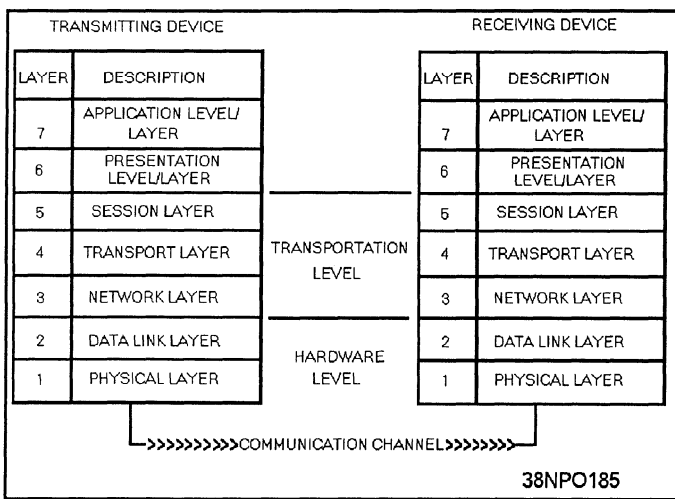 TRANSMITTING DEVICE
LAYER DESCRIPTION
7 APPLICATION LEVEL/
LAYER
6 PRESENTATION
LEVEL/LAYER
5 SESSION LAYER
4 TRANSPORT LAYER
3 NETWORK LAYER
2 DATA LINK LAYER
1 PHYSICAL LAYER
TRANSPORTATION
LEVEL
HARDWARE
LEVEL
RECEIVING DEVICE
LAYER DESCRIPTION
7 APPLICATION LEVEL/
LAYER
6 PRESENTATION
LEVEL/LAYER
5 SESSION LAYER
4 TRANSPORT LAYER
3 NETWORK LAYER
2 DATA LINK LAYER
1 PHYSICAL LAYER
>>>>>>>>>>COMMUNICATION CHANNEL>>>>>>>>
38NPO185